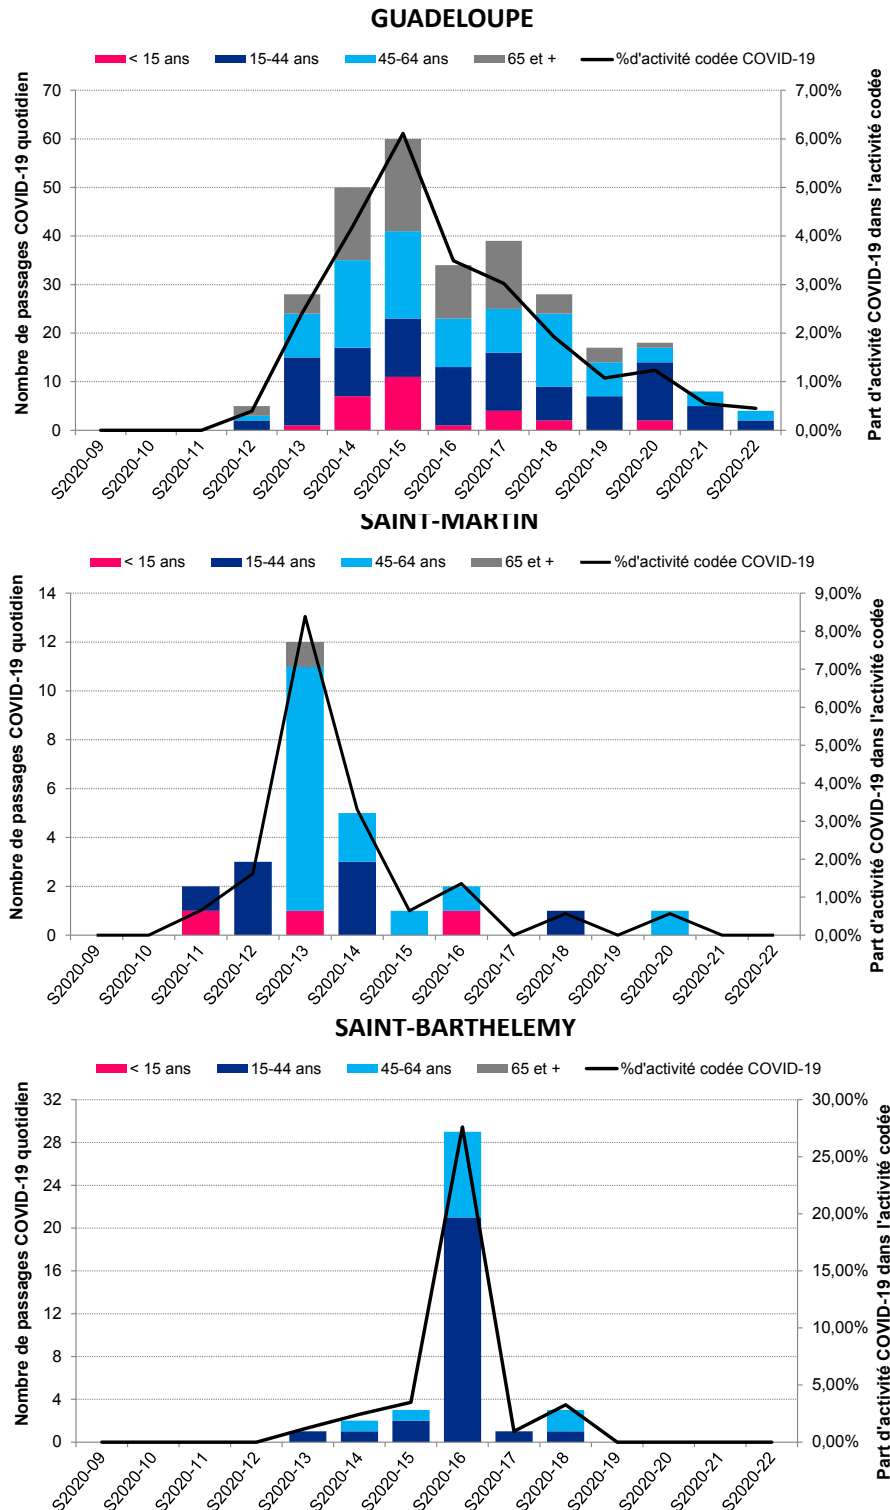 GUADELOUPE
< 15 ans 15-44 ans 45-64 ans 65 et + %d'activité codée COVID-19
Nombre de passages COVID-19 quotidien
70 60 50 40 30 20 10 0
7,00% 6,00% 5,00% 4,00% 3,00% 2,00% 1,00% 0,00%
Part d'activité COVID-19 dans l'activité codée
S2020-09 S2020-10 S2020-11 S2020-12 S2020-13 S2020-14 S2020-15 S2020-16 S2020-17 S2020-18 S2020-19 S2020-20 S2020-21 S2020-22
SAINT-MARTIN
< 15 ans 15-44 ans 45-64 ans 65 et + %d'activité codée COVID-19
Nombre de passages COVID-19 quotidien
14 12 10 8 6 4 2 0
9,00% 8,00% 7,00% 6,00% 5,00% 4,00% 3,00% 2,00% 1,00% 0,00%
Part d'activité COVID-19 dans l'activité codée
S2020-09 S2020-10 S2020-11 S2020-12 S2020-13 S2020-14 S2020-15 S2020-16 S2020-17 S2020-18 S2020-19 S2020-20 S2020-21 S2020-22
SAINT-BARTHELEMY
< 15 ans 15-44 ans 45-64 ans 65 et + %d'activité codée COVID-19
Nombre de passages COVID-19 quotidien
32 28 24 20 16 12 8 4 0
30,00% 25,00% 20,00% 15,00% 10,00% 5,00% 0,00%
Part d'activité COVID-19 dans l'activité codée
S2020-09 S2020-10 S2020-11 S2020-12 S2020-13 S2020-14 S2020-15 S2020-16 S2020-17 S2020-18 S2020-19 S2020-20 S2020-21 S2020-22